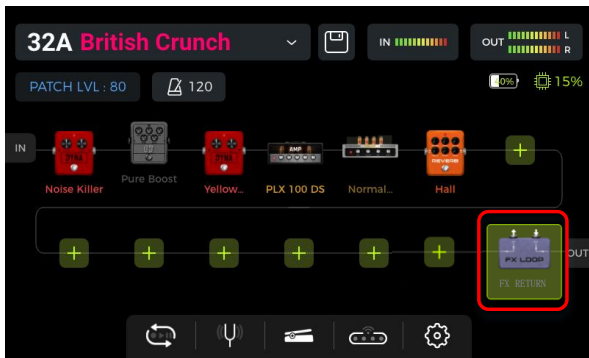 32A British Crunch
IN
OUT
L
R
PATCH LVL : 80
120
15%
IN
AMP
REVERB
Noise Killer
Pure Boost
Yellow...
PLX 100 DS
Normal...
Hall
FX LOOP
FX RETURN
OUT